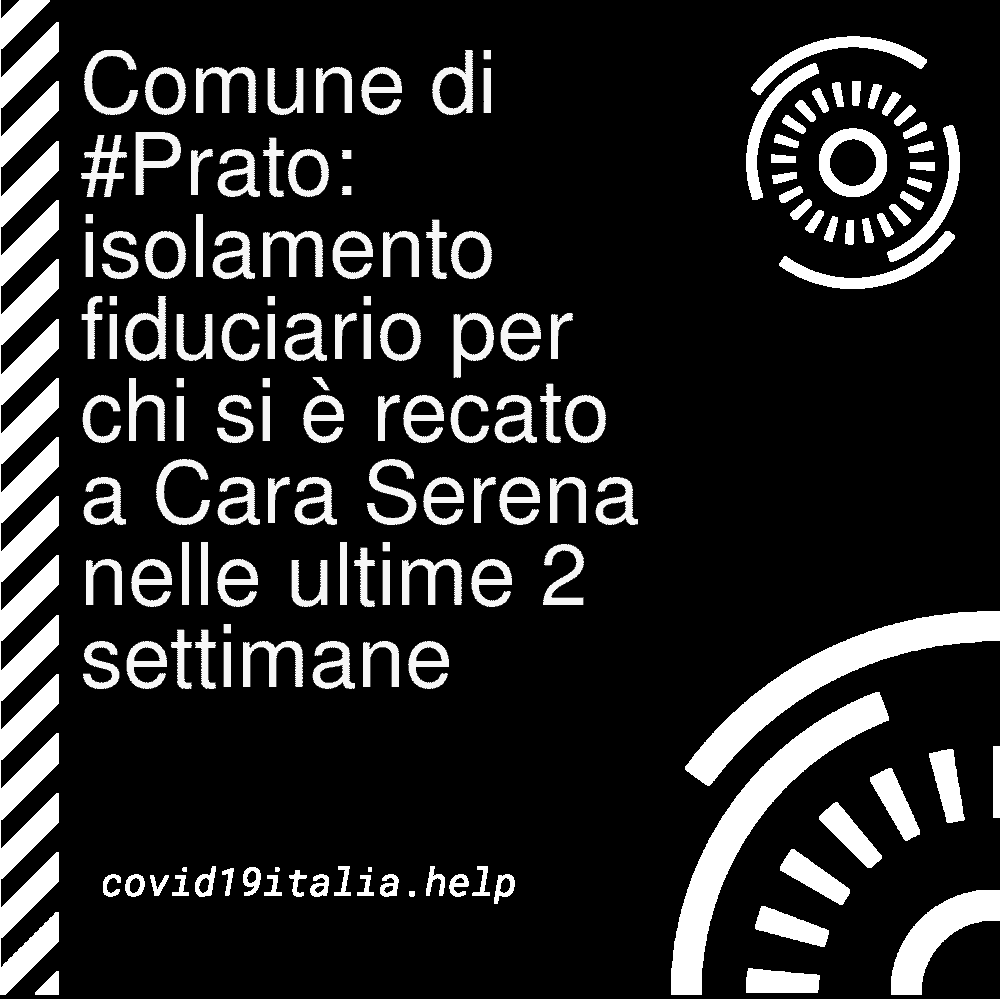 Comune di
#Prato:
isolamento
fiduciario per
chi si è recato
a Cara Serena
nelle ultime 2
settimane
covid19italia.help